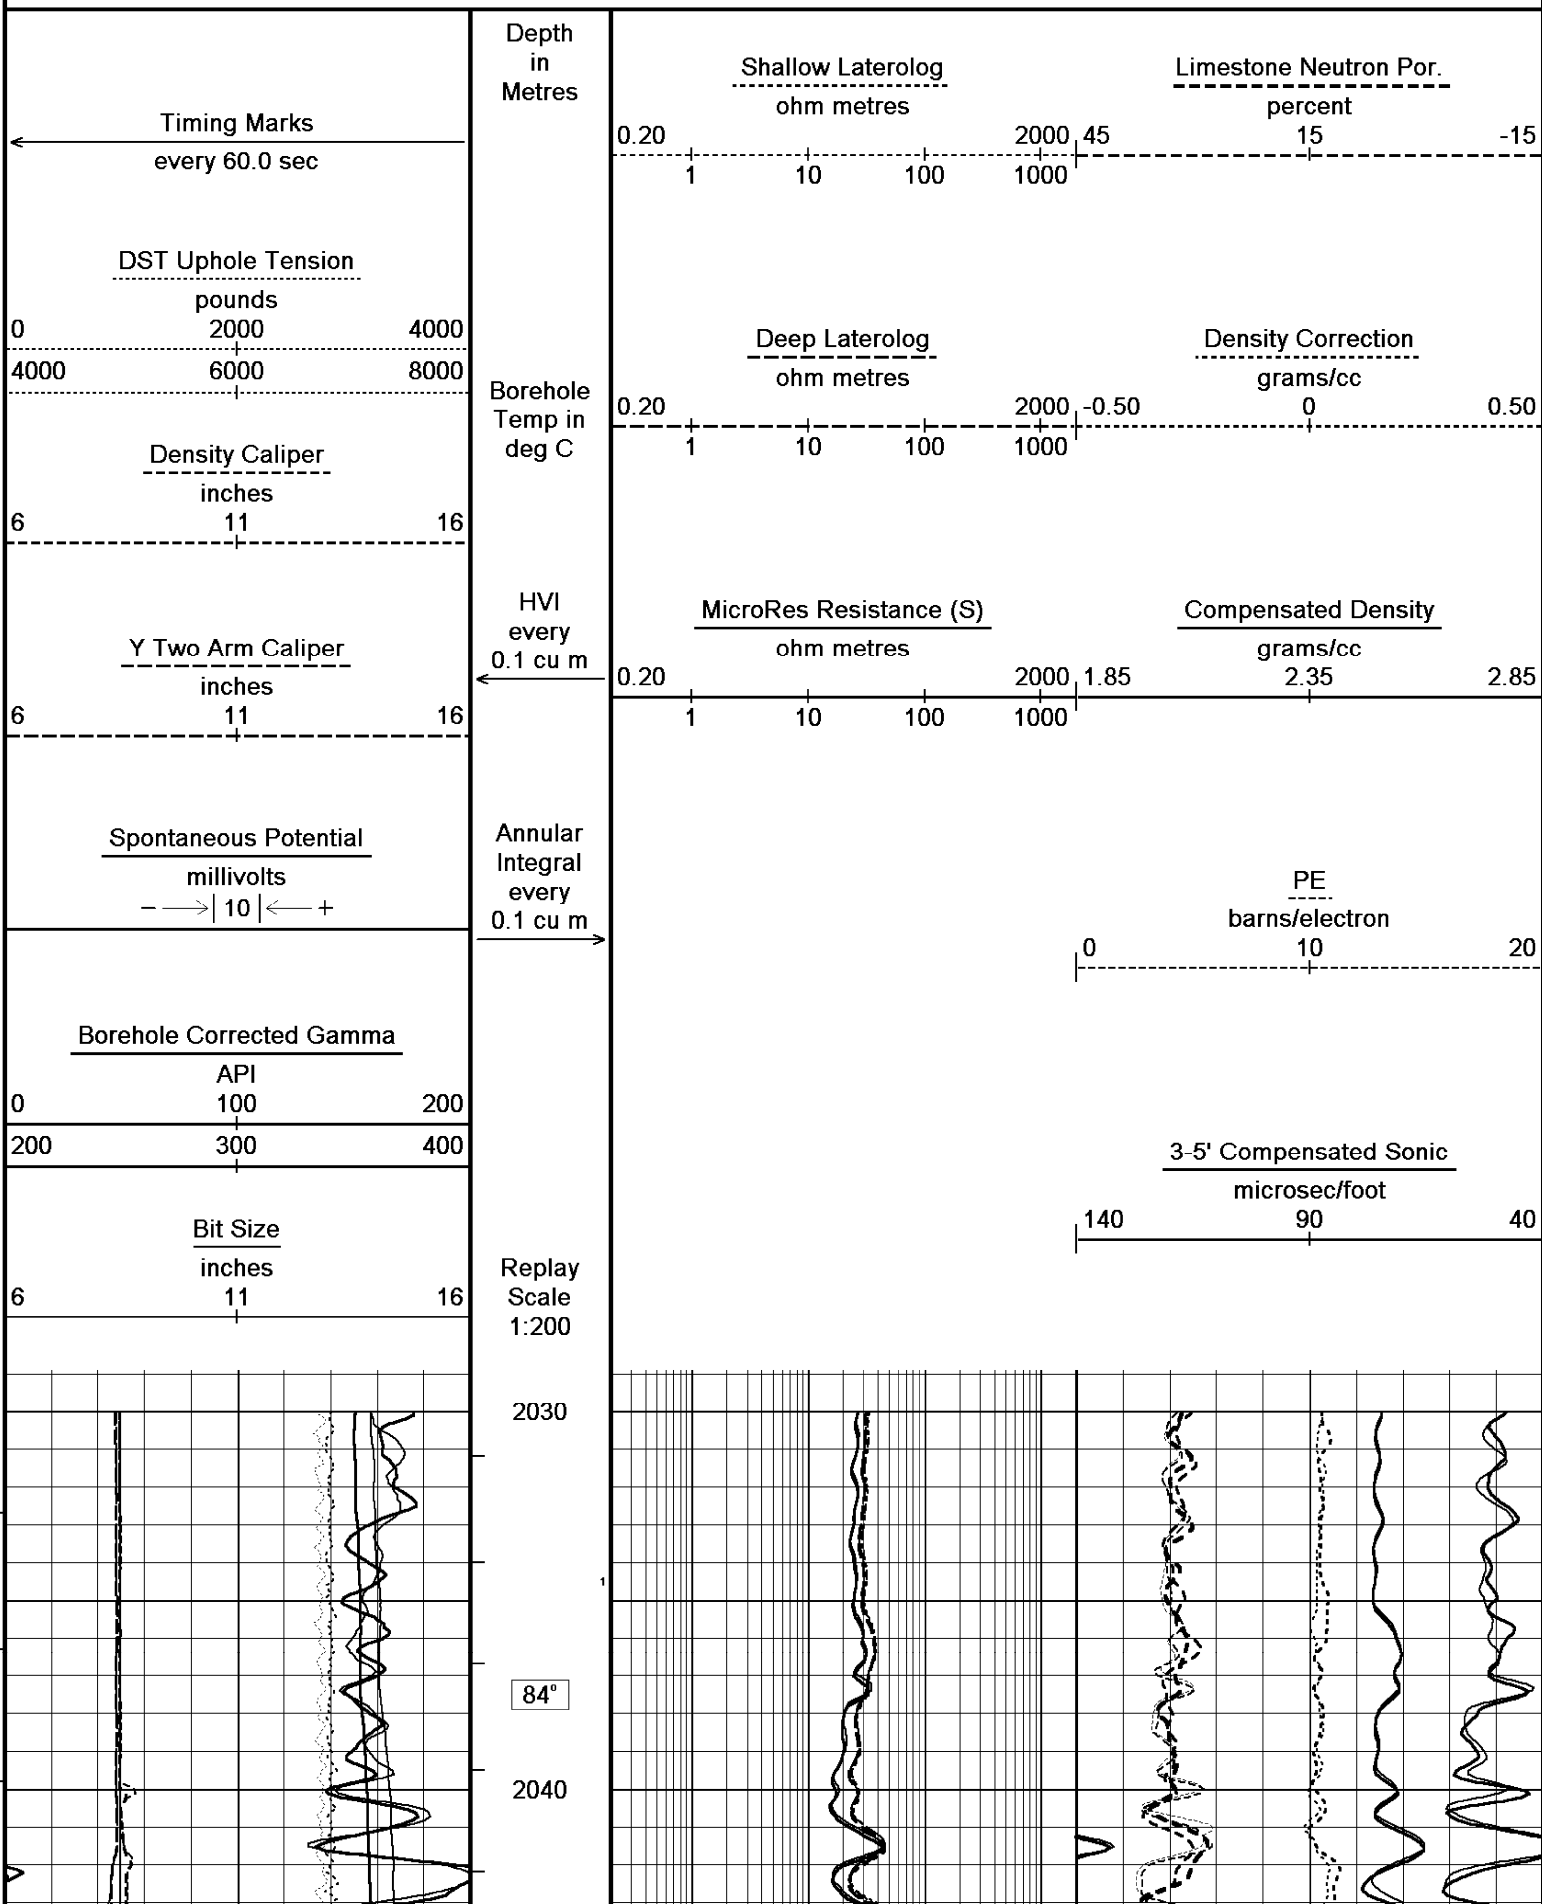 Timing Marks
every 60.0 sec
DST Uphole Tension
pounds
0 2000 4000
4000 6000 8000
Density Caliper
inches
6 11 16
Y Two Arm Caliper
inches
6 11 16
Spontaneous Potential
millivolts
− 10 +
Borehole Corrected Gamma
API
0 100 200
200 300 400
Bit Size
inches
6 11 16
Depth
in
Metres
Borehole
Temp in
deg C
HVI
every
0.1 cu m
Annular
Integral
every
0.1 cu m
Replay
Scale
1:200
2030
1
84°
2040
Shallow Laterolog
ohm metres
0.20 2000
1 10 100 1000
Deep Laterolog
ohm metres
0.20 2000
1 10 100 1000
MicroRes Resistance (S)
ohm metres
0.20 2000
1 10 100 1000
Limestone Neutron Por.
percent
45 15 -15
Density Correction
grams/cc
-0.50 0 0.50
Compensated Density
grams/cc
1.85 2.35 2.85
PE
barns/electron
0 10 20
3-5' Compensated Sonic
microsec/foot
140 90 40